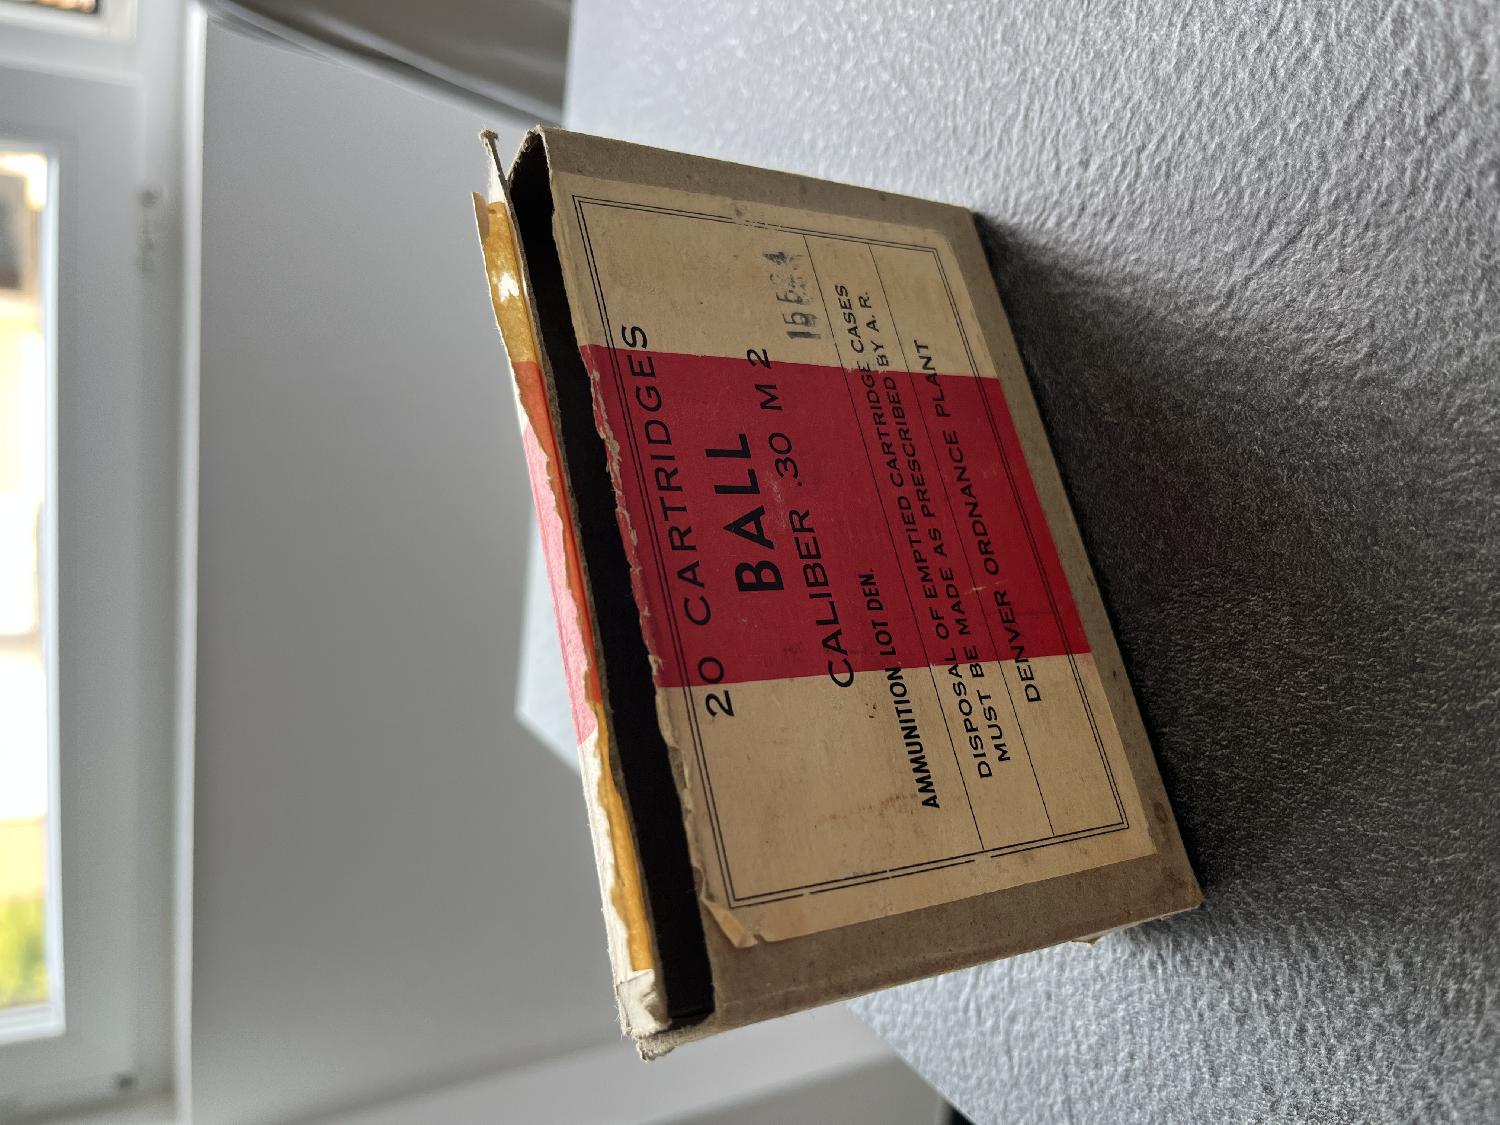 20 CARTRIDGES
BALL
CALIBER .30 M 2
AMMUNITION LOT DEN.
DISPOSAL OF EMPTIED CARTRIDGE CASES
MUST BE MADE AS PRESCRIBED BY A. R.
DENVER ORDNANCE PLANT